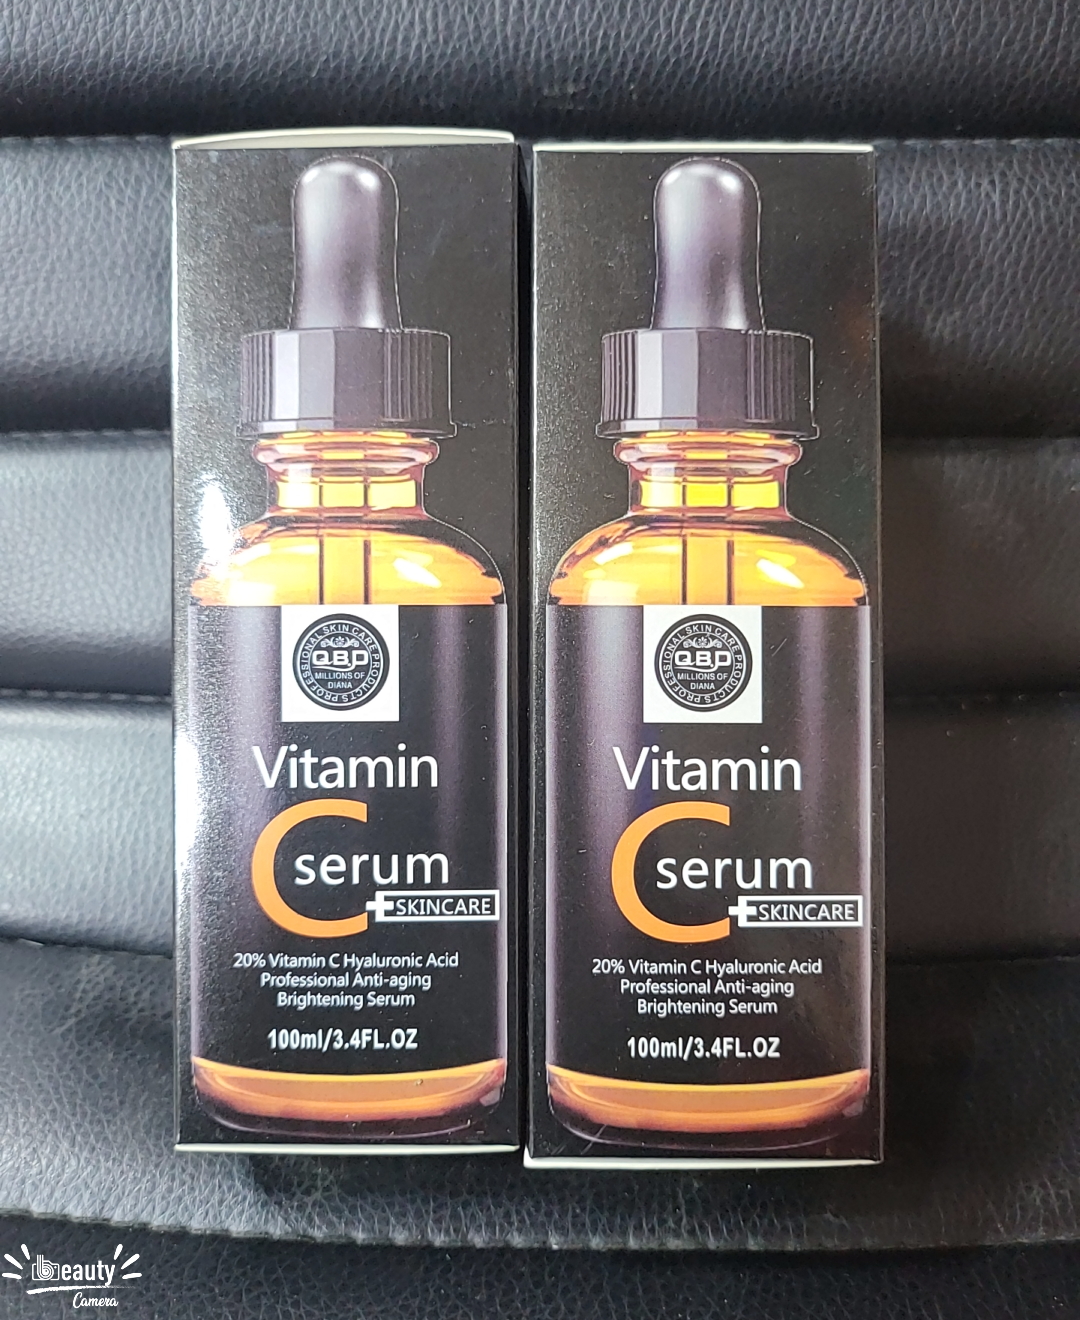 PROFESSIONAL SKIN CARE PRODUCTS
QBD
MILLIONS OF
DIANA
Vitamin
C serum
SKINCARE
20% Vitamin C Hyaluronic Acid
Professional Anti-aging
Brightening Serum
100ml/3.4FL.OZ
PROFESSIONAL SKIN CARE PRODUCTS
QBD
MILLIONS OF
DIANA
Vitamin
C serum
SKINCARE
20% Vitamin C Hyaluronic Acid
Professional Anti-aging
Brightening Serum
100ml/3.4FL.OZ
beauty
Camera